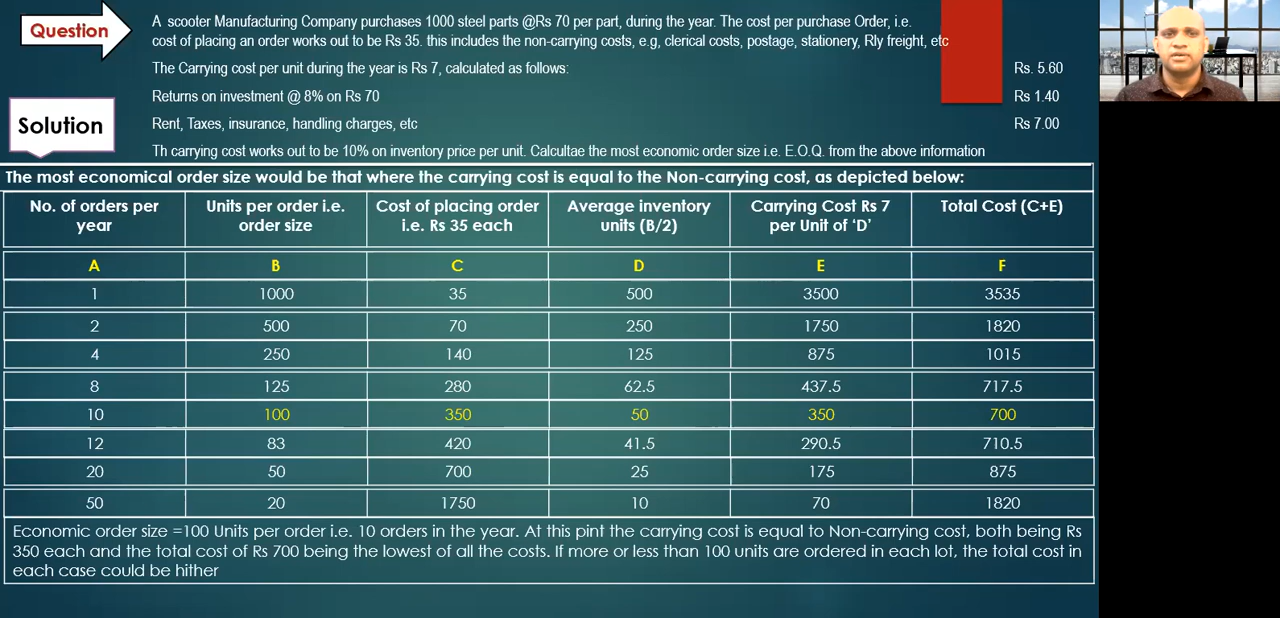 Question
A scooter Manufacturing Company purchases 1000 steel parts @Rs 70 per part, during the year. The cost per purchase Order, i.e.
cost of placing an order works out to be Rs 35. this includes the non-carrying costs, e.g, clerical costs, postage, stationery, Rly freight, etc
The Carrying cost per unit during the year is Rs 7, calculated as follows: Rs. 5.60
Returns on investment @ 8% on Rs 70 Rs 1.40
Solution
Rent, Taxes, insurance, handling charges, etc Rs 7.00
Th carrying cost works out to be 10% on inventory price per unit. Calcultae the most economic order size i.e. E.O.Q. from the above information
The most economical order size would be that where the carrying cost is equal to the Non-carrying cost, as depicted below:
No. of orders per year Units per order i.e. order size Cost of placing order i.e. Rs 35 each Average inventory units (B/2) Carrying Cost Rs 7 per Unit of ‘D’ Total Cost (C+E)
A B C D E F
1 1000 35 500 3500 3535
2 500 70 250 1750 1820
4 250 140 125 875 1015
8 125 280 62.5 437.5 717.5
10 100 350 50 350 700
12 83 420 41.5 290.5 710.5
20 50 700 25 175 875
50 20 1750 10 70 1820
Economic order size =100 Units per order i.e. 10 orders in the year. At this pint the carrying cost is equal to Non-carrying cost, both being Rs
350 each and the total cost of Rs 700 being the lowest of all the costs. If more or less than 100 units are ordered in each lot, the total cost in
each case could be hither